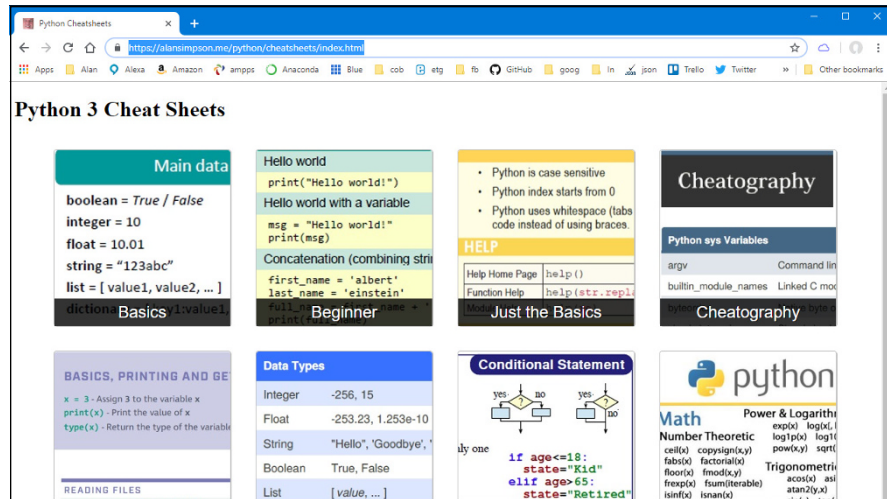 Python Cheatsheets
https://alansimpson.me/python/cheatsheets/index.html
Apps Alan Alexa Amazon ampps Anaconda Blue cob etg fb GitHub goog In json Trello Twitter » Other bookmarks
Python 3 Cheat Sheets
Main data
boolean = True / False
integer = 10
float = 10.01
string = “123abc”
list = [ value1, value2, ... ]
Basics
Hello world
print("Hello world!")
Hello world with a variable
msg = "Hello world!"
print(msg)
Concatenation (combining
first_name = 'albert'
last_name = 'einstein'
Beginner
• Python is case sensitive
• Python index starts from 0
• Python uses whitespace (tabs
code instead of using braces.
HELP
Help Home Page help()
Function Help
Just the Basics
Cheatography
Python sys Variables
argv Command
builtin_module_names Linked C
Cheatography
BASICS, PRINTING AND
x = 3 - Assign 3 to the variable x
print(x) - Print the value of x
type(x) - Return the type of the
READING FILES
Data Types
Integer -256, 15
Float -253.23, 1.253e-10
String "Hello", 'Goodbye', '
Boolean True, False
List [ value, ... ]
Conditional Statement
yes no yes no
only one
if age<=18:
state="Kid"
elif age>65:
state="Retired"
python
Math
Number Theoretic
ceil(x) copysign(x,y)
fabs(x) factorial(x)
floor(x) fmod(x,y)
frexp(x) fsum(iterable)
isinf(x) isnan(x)
Power &
exp(x)
log1p(x)
pow(x,y)
acos(x)
atan2(y,x)